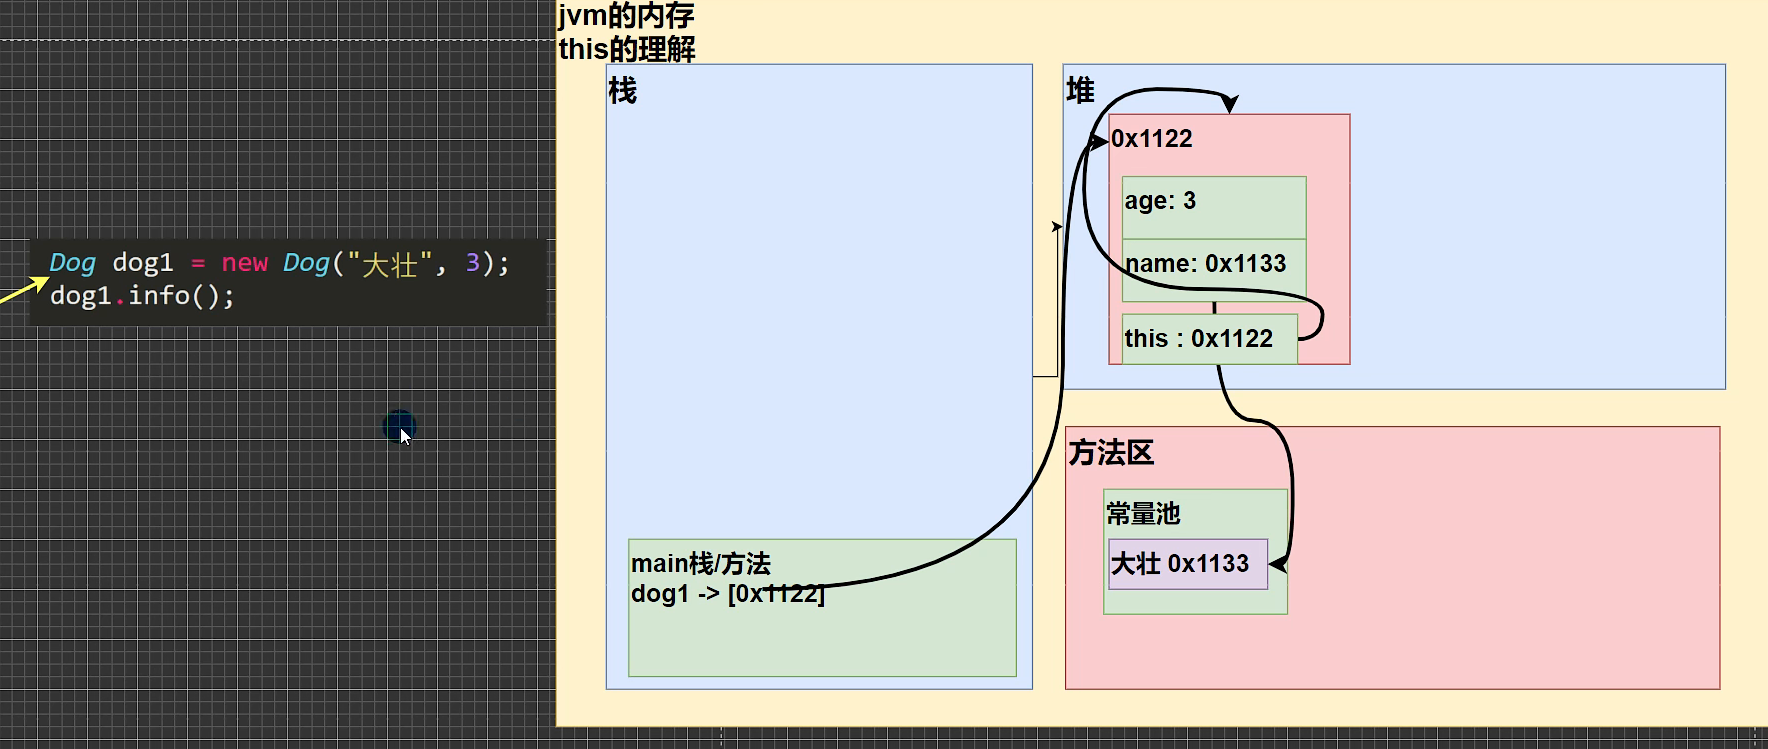 jvm的内存
this的理解
Dog dog1 = new Dog("大壮", 3);
dog1.info();
栈
main栈/方法
dog1 -> [0x1122]
堆
0x1122
age: 3
name: 0x1133
this : 0x1122
方法区
常量池
大壮 0x1133